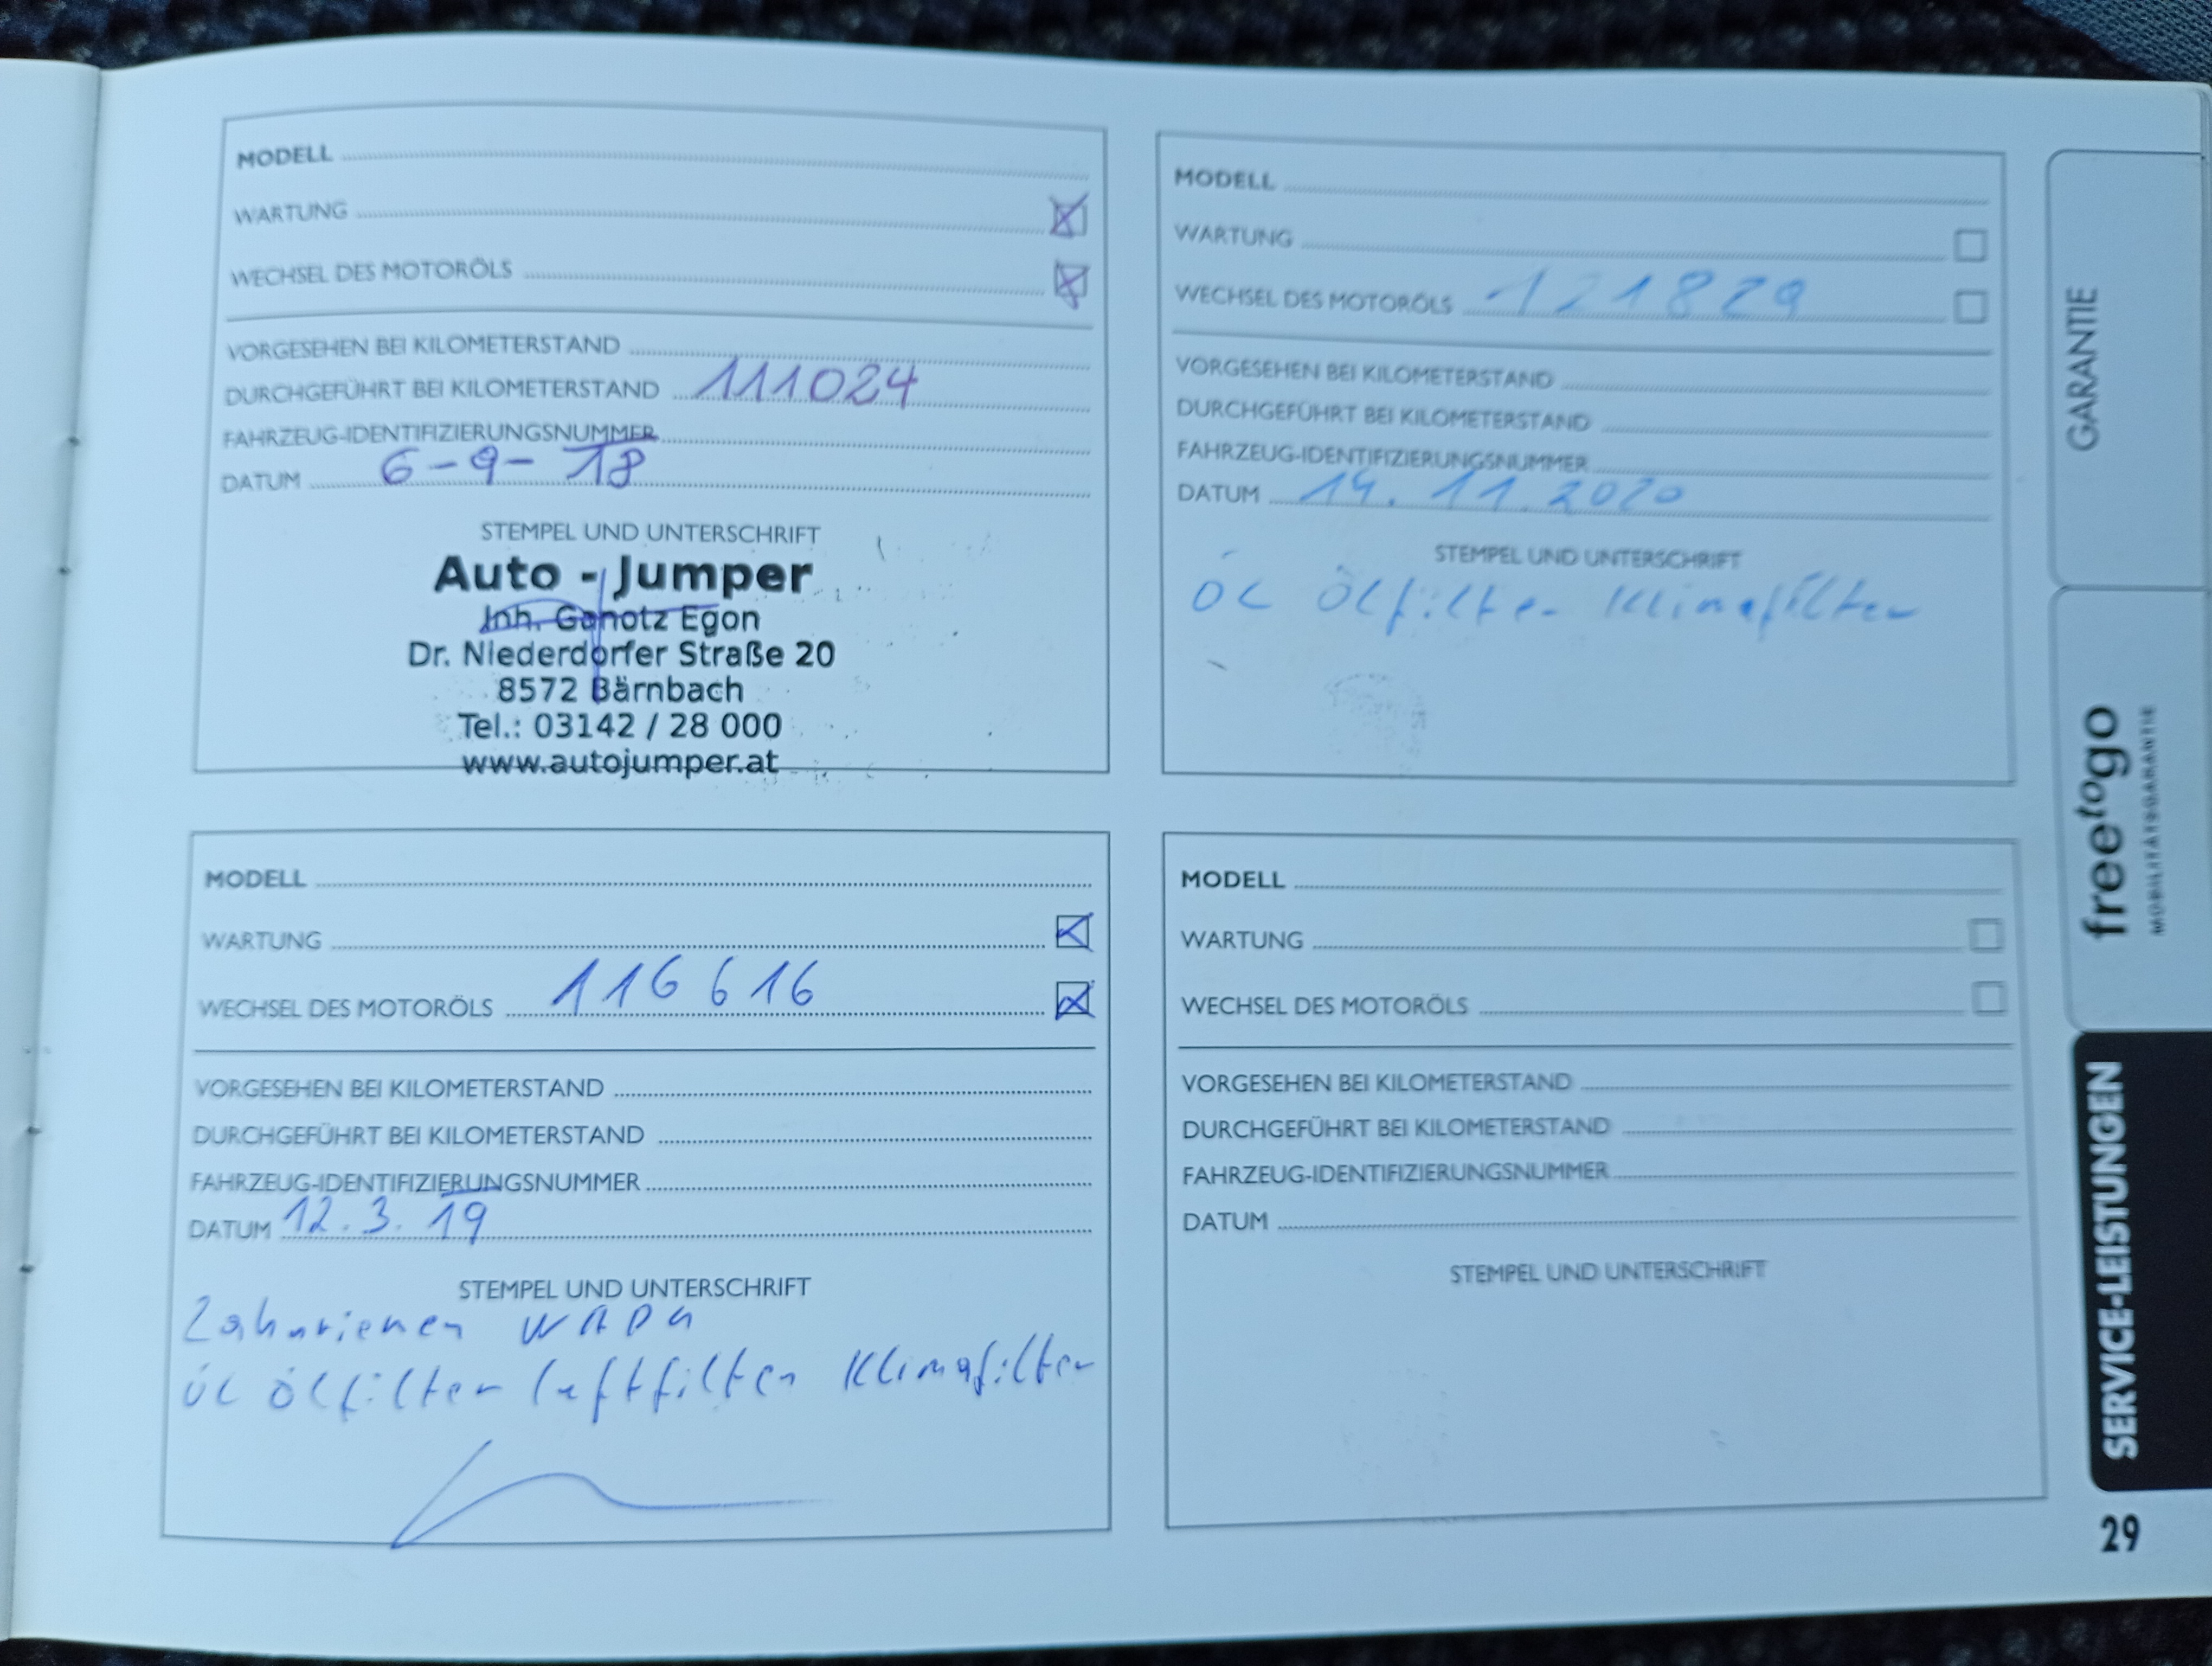 MODELL
WARTUNG
WECHSEL DES MOTORÖLS
VORGESEHEN BEI KILOMETERSTAND
DURCHGEFÜHRT BEI KILOMETERSTAND 111024
FAHRZEUG-IDENTIFIZIERUNGSNUMMER
DATUM 6-9-18
STEMPEL UND UNTERSCHRIFT
Auto - Jumper
Inh. Ganotz Egon
Dr. Niederdorfer Straße 20
8572 Bärnbach
Tel.: 03142 / 28 000
www.autojumper.at
MODELL
WARTUNG
WECHSEL DES MOTORÖLS 116616
VORGESEHEN BEI KILOMETERSTAND
DURCHGEFÜHRT BEI KILOMETERSTAND
FAHRZEUG-IDENTIFIZIERUNGSNUMMER
DATUM 12.3.19
STEMPEL UND UNTERSCHRIFT
Zahnriemen WAPU
ÖL Ölfilter Luftfilter Klimafilter
MODELL
WARTUNG
WECHSEL DES MOTORÖLS 121829
VORGESEHEN BEI KILOMETERSTAND
DURCHGEFÜHRT BEI KILOMETERSTAND
FAHRZEUG-IDENTIFIZIERUNGSNUMMER
DATUM 14.11.2020
STEMPEL UND UNTERSCHRIFT
ÖL Ölfilter Klimafilter
MODELL
WARTUNG
WECHSEL DES MOTORÖLS
VORGESEHEN BEI KILOMETERSTAND
DURCHGEFÜHRT BEI KILOMETERSTAND
FAHRZEUG-IDENTIFIZIERUNGSNUMMER
DATUM
STEMPEL UND UNTERSCHRIFT
GARANTIE
freetogo
MOBILITÄTSGARANTIE
SERVICE-LEISTUNGEN
29